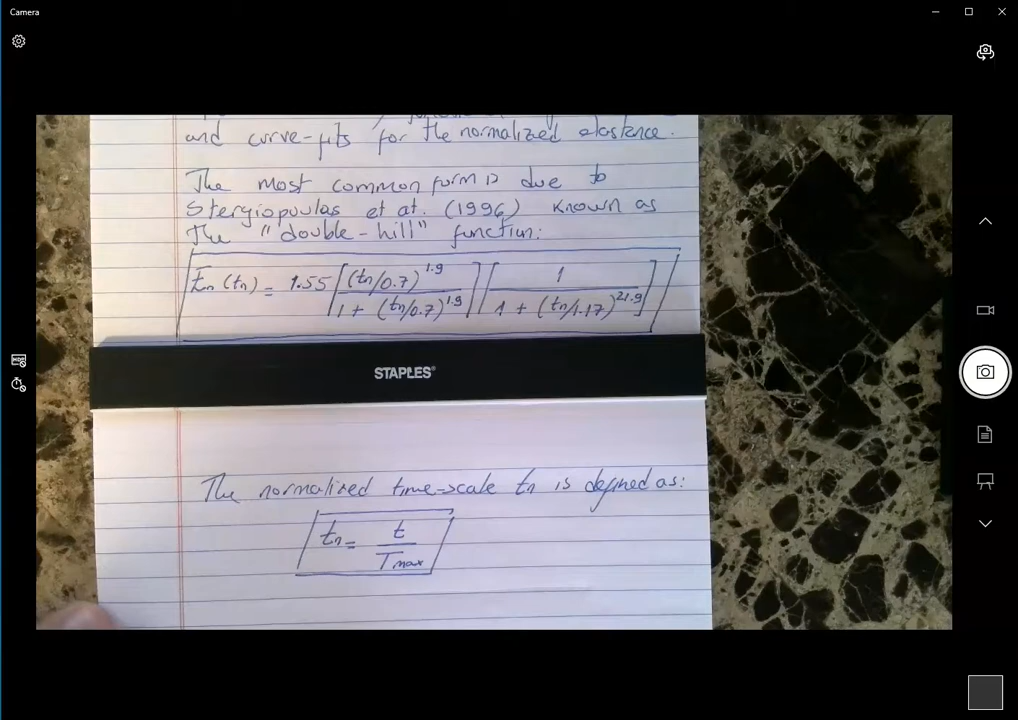 Camera
and curve-fits for the normalized elastance.
The most common form is due to
Stergiopoulos et at. (1996) known as
the "double-hill" function:
En (tn) = 1.55 [(tn/0.7)^1.9 / 1 + (tn/0.7)^1.9] [1 / 1 + (tn/1.17)^21.9]
STAPLES®
The normalized time-scale tn is defined as:
tn = t / Tmax